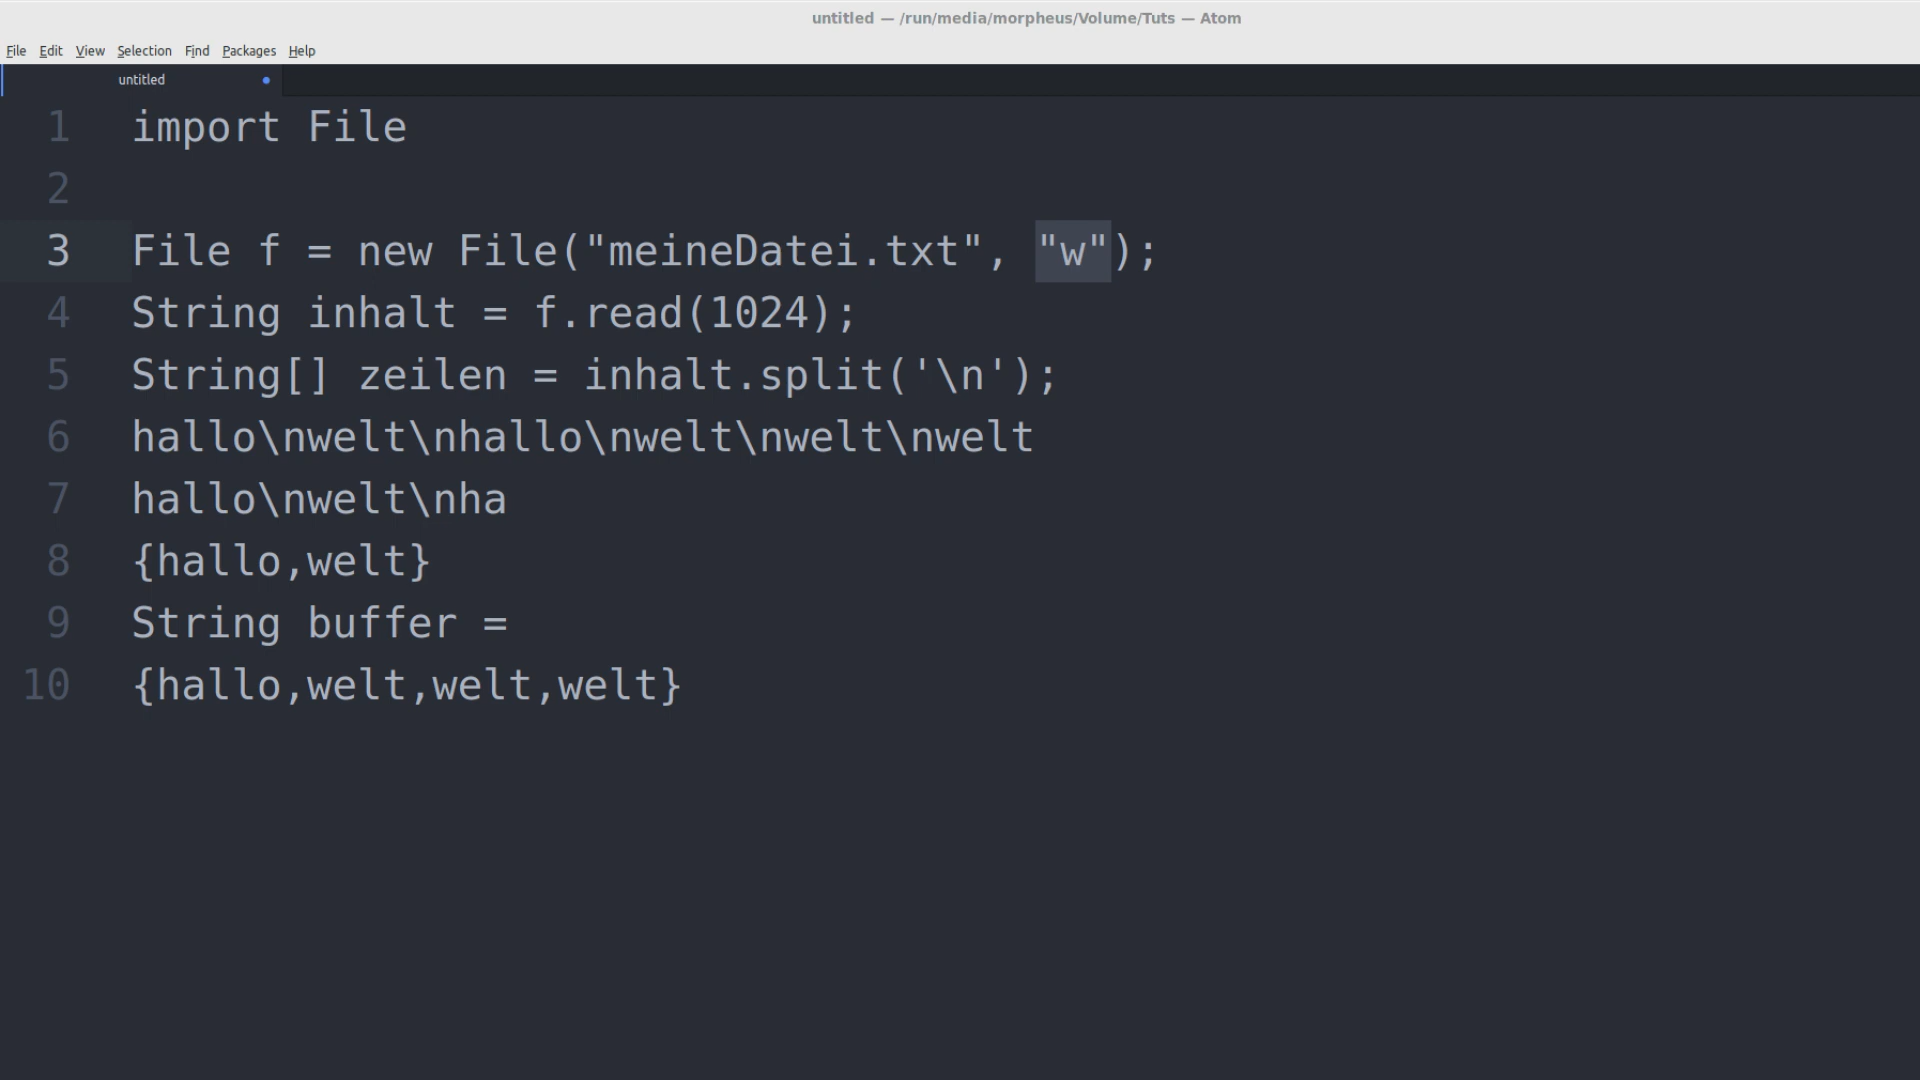 untitled — /run/media/morpheus/Volume/Tuts — Atom
File Edit View Selection Find Packages Help
untitled
1 import File
2
3 File f = new File("meineDatei.txt", "w");
4 String inhalt = f.read(1024);
5 String[] zeilen = inhalt.split('\n');
6 hallo\nwelt\nhallo\nwelt\nwelt\nwelt
7 hallo\nwelt\nha
8 {hallo,welt}
9 String buffer =
10 {hallo,welt,welt,welt}